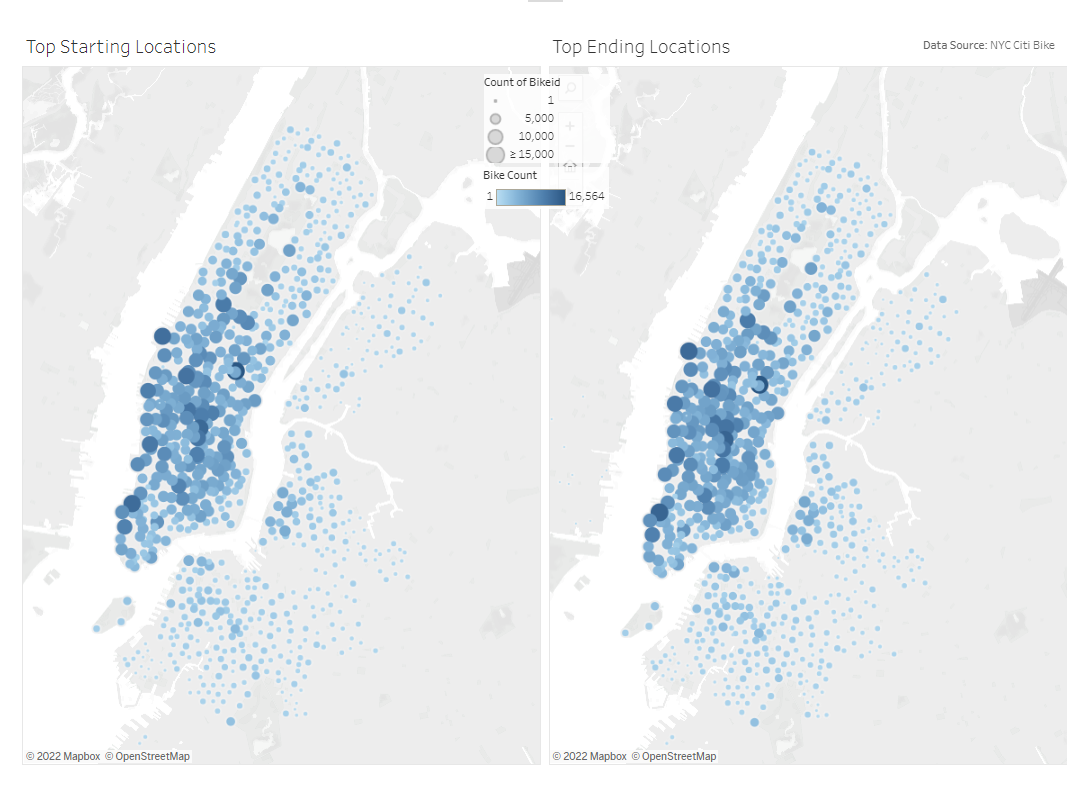 Top Starting Locations
Top Ending Locations
Data Source: NYC Citi Bike
Count of Bikeid
1
5,000
10,000
≥ 15,000
Bike Count
1
16,564
© 2022 Mapbox © OpenStreetMap
© 2022 Mapbox © OpenStreetMap